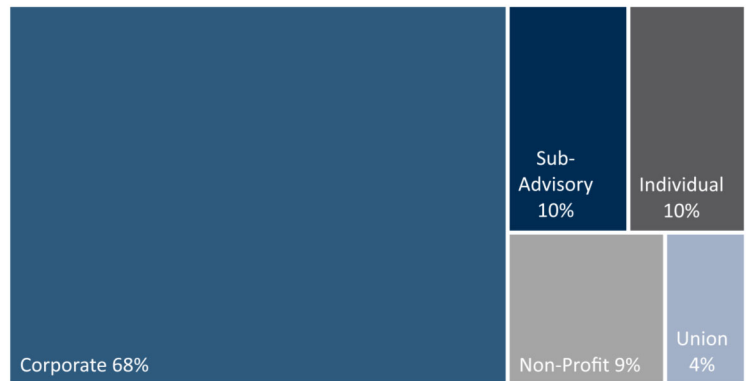 Sub-
Advisory
10%
Individual
10%
Corporate 68%
Non-Profit 9%
Union
4%